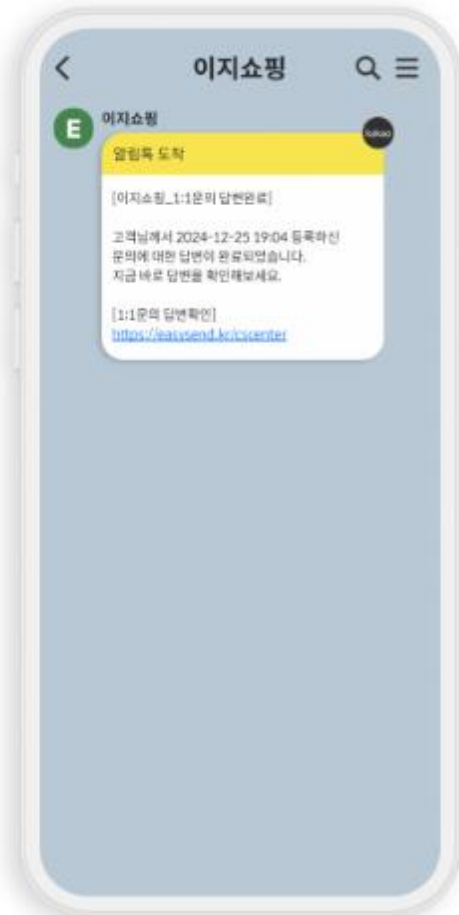 이지쇼핑
E
이지쇼핑
kakao
알림톡 도착
[이지쇼핑_1:1문의 답변완료]
고객님께서 2024-12-25 19:04 등록하신
문의에 대한 답변이 완료되었습니다.
지금 바로 답변을 확인해보세요.
[1:1문의 답변확인]
https://easysend.kr/cscenter